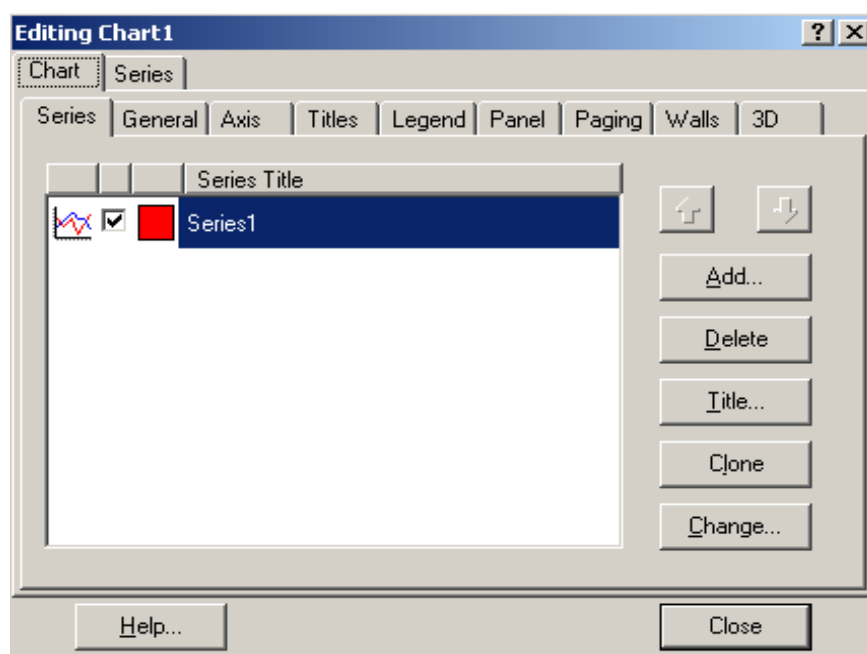 Editing Chart1
Chart Series
Series General Axis Titles Legend Panel Paging Walls 3D
Series Title
Series1
Add...
Delete
Title...
Clone
Change...
Help... Close